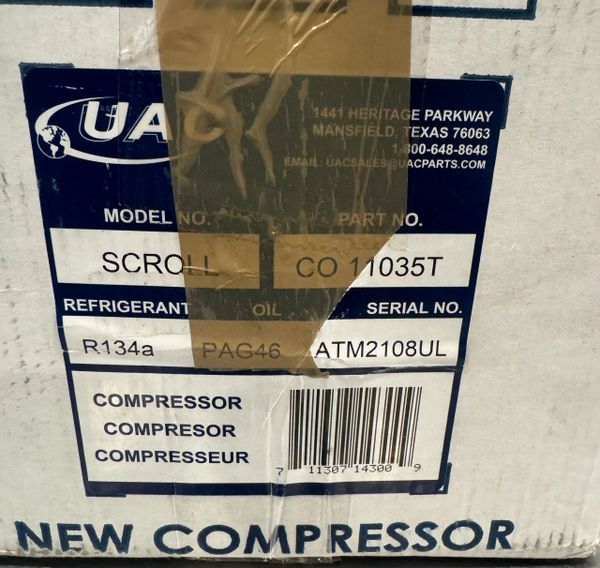 UAC
1441 HERITAGE PARKWAY
MANSFIELD, TEXAS 76063
1-800-648-8648
EMAIL: UACSALES@UACPARTS.COM
MODEL NO. PART NO.
SCROLL CO 11035T
REFRIGERANT OIL SERIAL NO.
R134a PAG46 ATM2108UL
COMPRESSOR
COMPRESOR
COMPRESSEUR
7 11307 14300 9
NEW COMPRESSOR